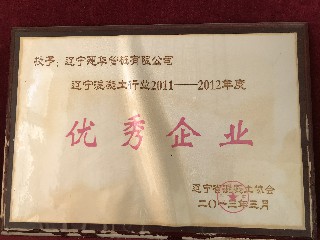 授予：辽宁冠华管桩有限公司
辽宁混凝土行业2011——2012年度
优秀企业
辽宁省混凝土协会
二〇一三年三月